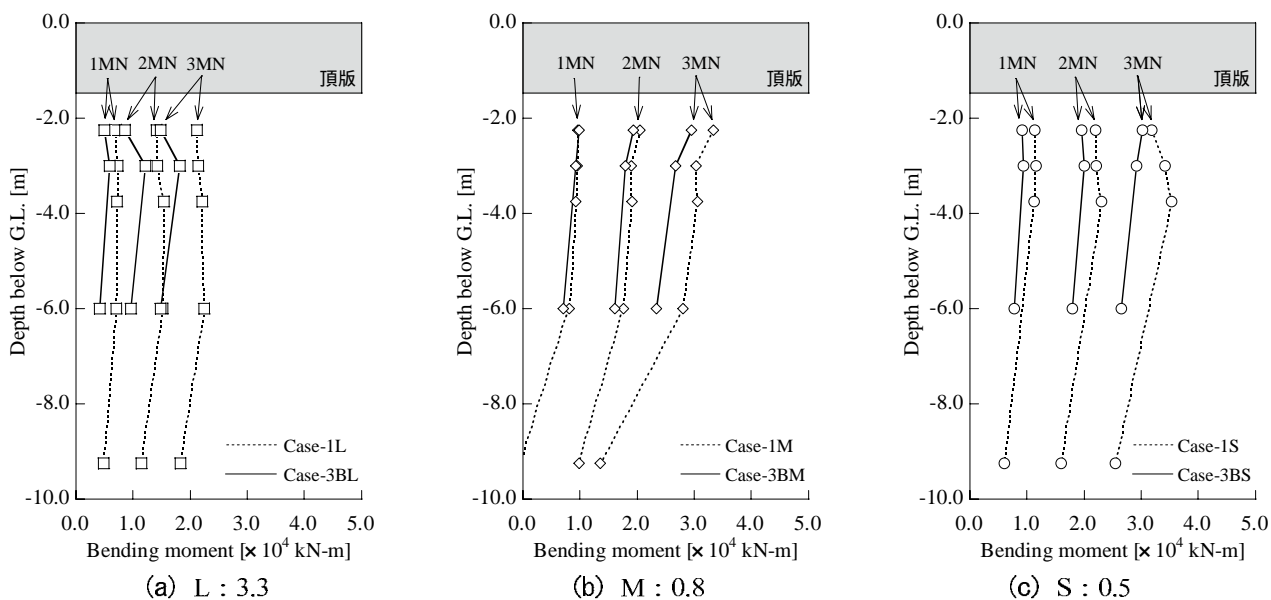 0.0
-2.0
-4.0
-6.0
-8.0
-10.0
Depth below G.L. [m]
1MN 2MN 3MN
頂版
Case-1L
Case-3BL
0.0 1.0 2.0 3.0 4.0 5.0
Bending moment [× 10⁴ kN-m]
(a) L : 3.3
0.0
-2.0
-4.0
-6.0
-8.0
-10.0
Depth below G.L. [m]
1MN 2MN 3MN
頂版
Case-1M
Case-3BM
0.0 1.0 2.0 3.0 4.0 5.0
Bending moment [× 10⁴ kN-m]
(b) M : 0.8
0.0
-2.0
-4.0
-6.0
-8.0
-10.0
Depth below G.L. [m]
1MN 2MN 3MN
頂版
Case-1S
Case-3BS
0.0 1.0 2.0 3.0 4.0 5.0
Bending moment [× 10⁴ kN-m]
(c) S : 0.5